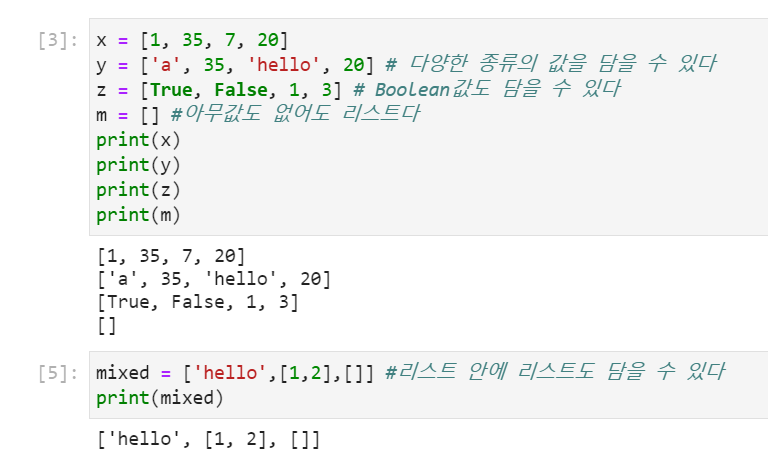 [3]: x = [1, 35, 7, 20]
y = ['a', 35, 'hello', 20] # 다양한 종류의 값을 담을 수 있다
z = [True, False, 1, 3] # Boolean값도 담을 수 있다
m = [] #아무값도 없어도 리스트다
print(x)
print(y)
print(z)
print(m)
[1, 35, 7, 20]
['a', 35, 'hello', 20]
[True, False, 1, 3]
[]
[5]: mixed = ['hello',[1,2],[]] #리스트 안에 리스트도 담을 수 있다
print(mixed)
['hello', [1, 2], []]